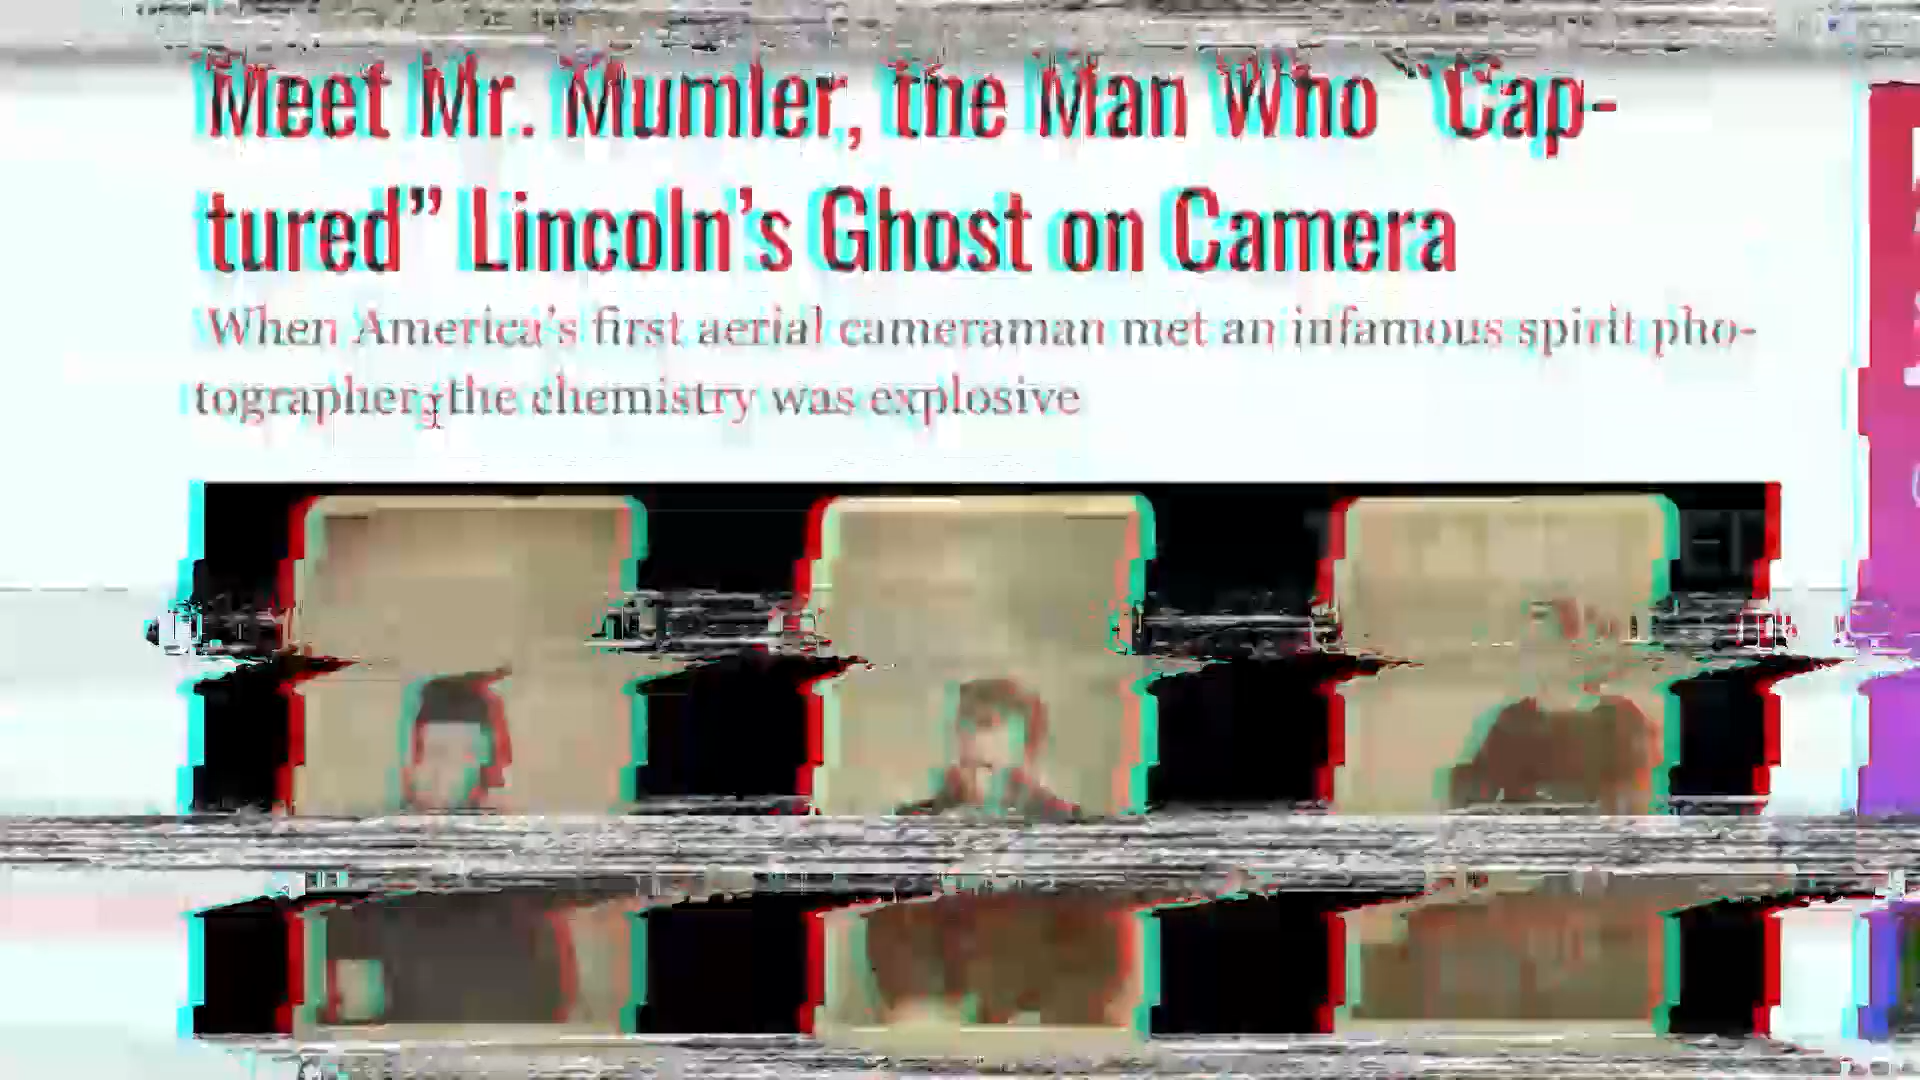 Meet Mr. Mumler, the Man Who “Cap-
tured” Lincoln’s Ghost on Camera
When America’s first aerial cameraman met an infamous spirit pho-
tographer, the chemistry was explosive